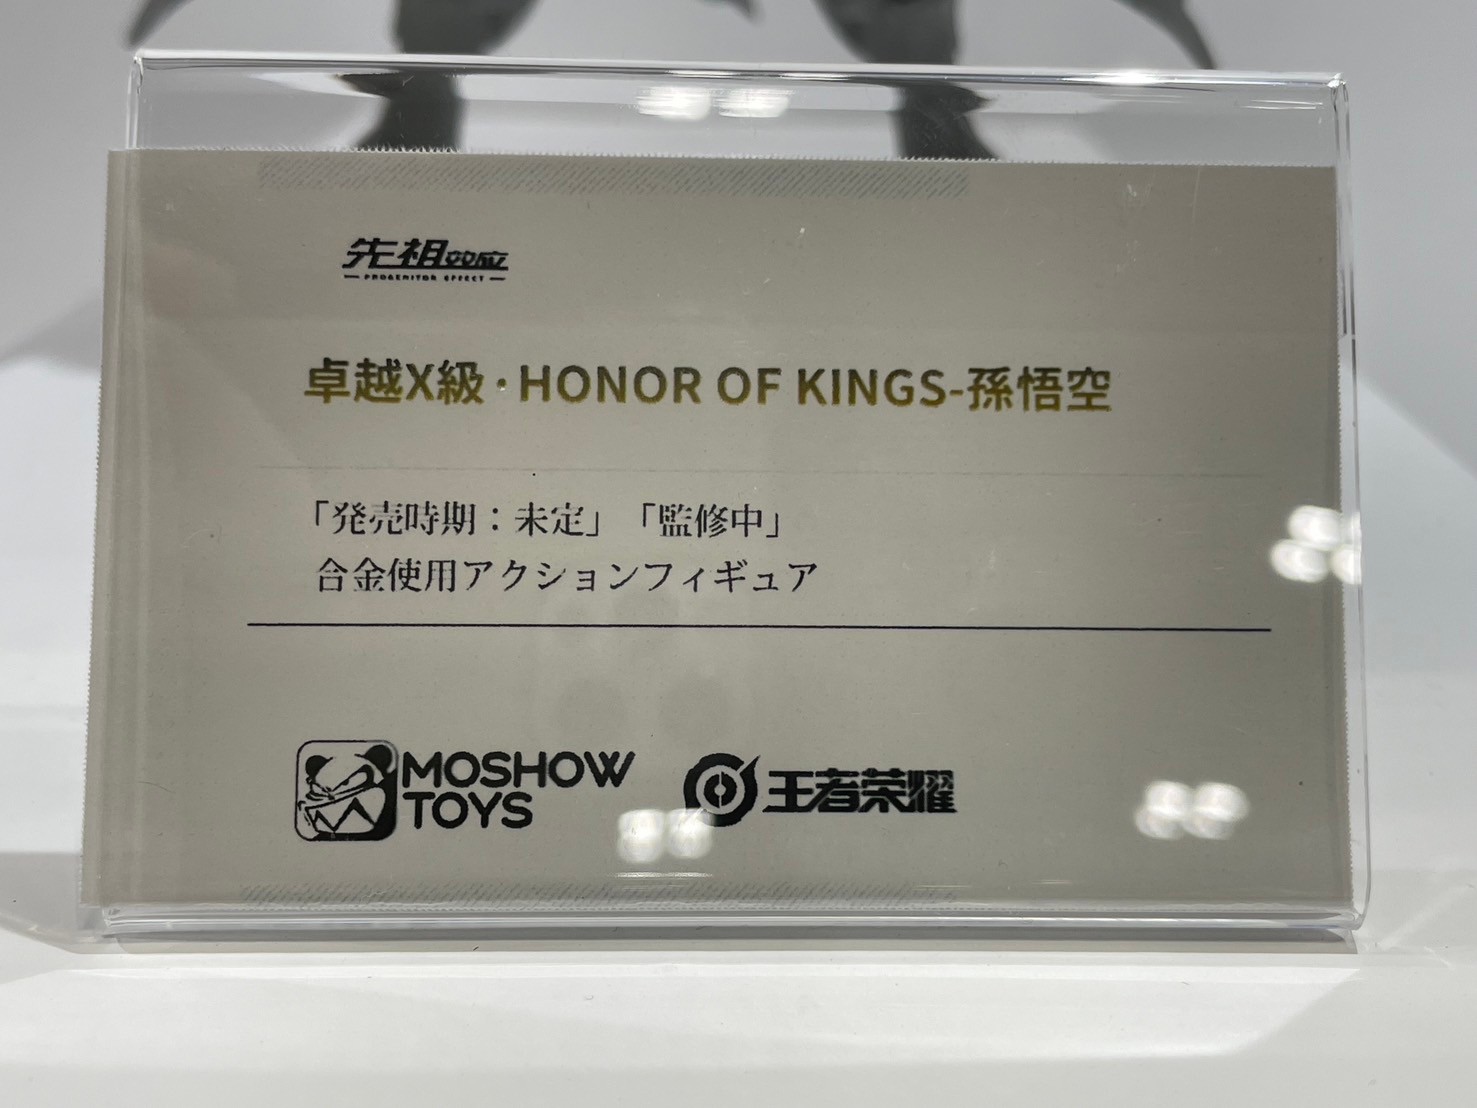 先祖效应
PROGENITOR EFFECT
卓越X級·HONOR OF KINGS-孫悟空
「発売時期：未定」「監修中」
合金使用アクションフィギュア
MOSHOW TOYS
王者荣耀